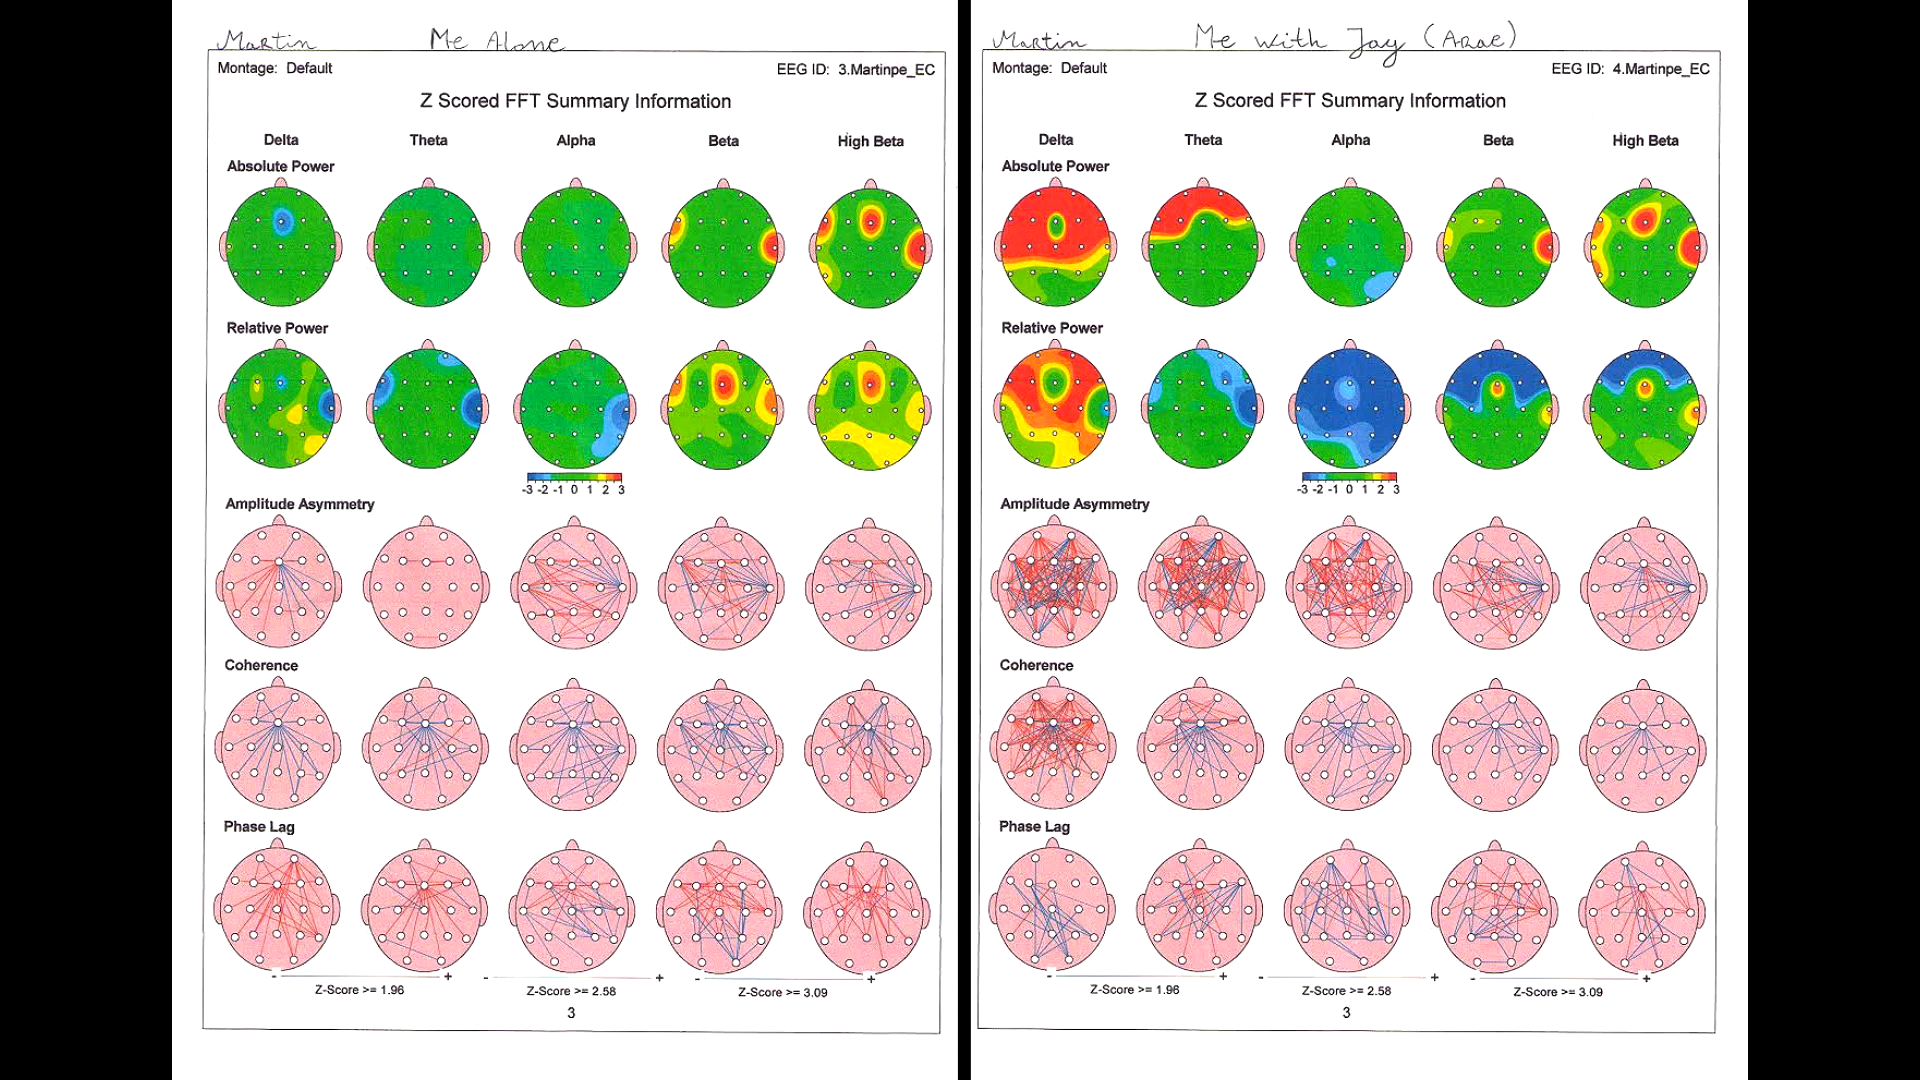 Martin Me Alone
Montage: Default EEG ID: 3.Martinpe_EC
Z Scored FFT Summary Information
Delta Theta Alpha Beta High Beta
Absolute Power
Relative Power
-3 -2 -1 0 1 2 3
Amplitude Asymmetry
Coherence
Phase Lag
- + - + - +
Z-Score >= 1.96 Z-Score >= 2.58 Z-Score >= 3.09
3
Martin Me with Jay (Arae)
Montage: Default EEG ID: 4.Martinpe_EC
Z Scored FFT Summary Information
Delta Theta Alpha Beta High Beta
Absolute Power
Relative Power
-3 -2 -1 0 1 2 3
Amplitude Asymmetry
Coherence
Phase Lag
- + - + - +
Z-Score >= 1.96 Z-Score >= 2.58 Z-Score >= 3.09
3